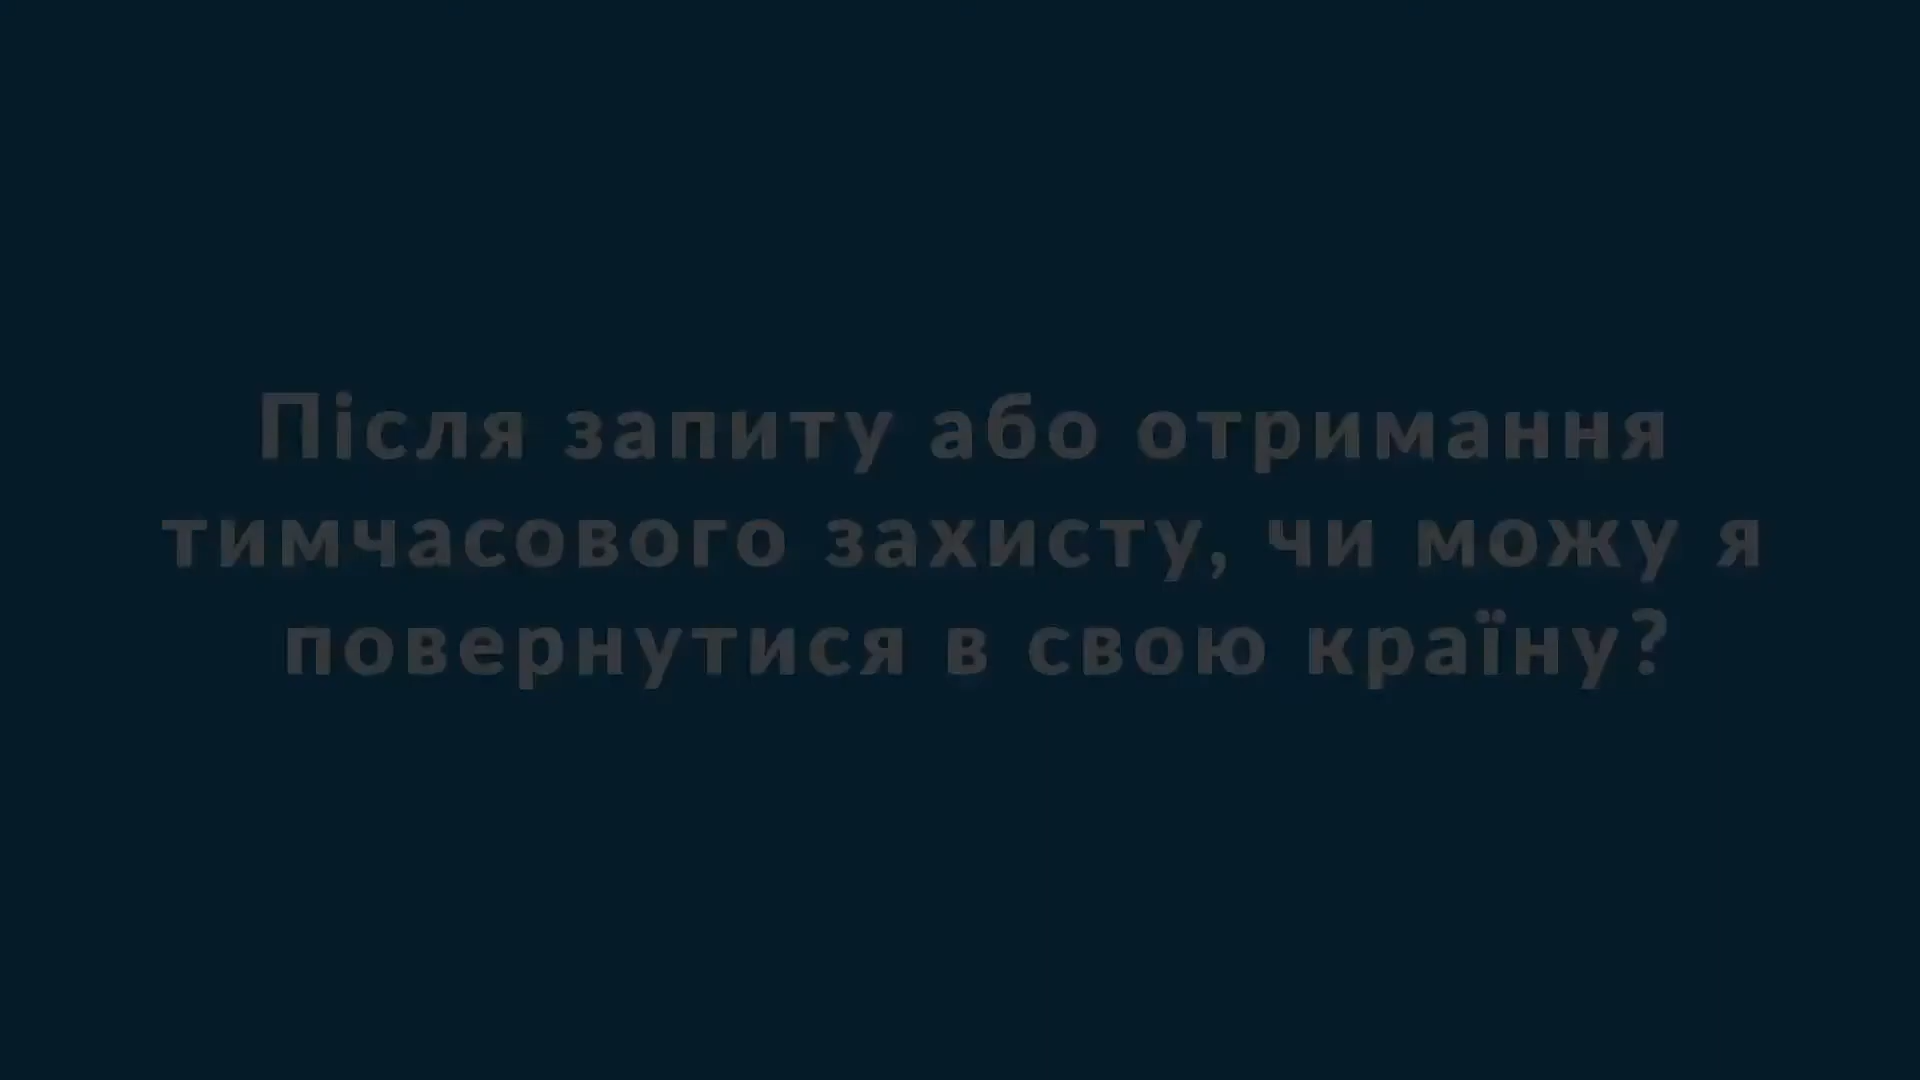 Після запиту або отримання
тимчасового захисту, чи можу я
повернутися в свою країну?